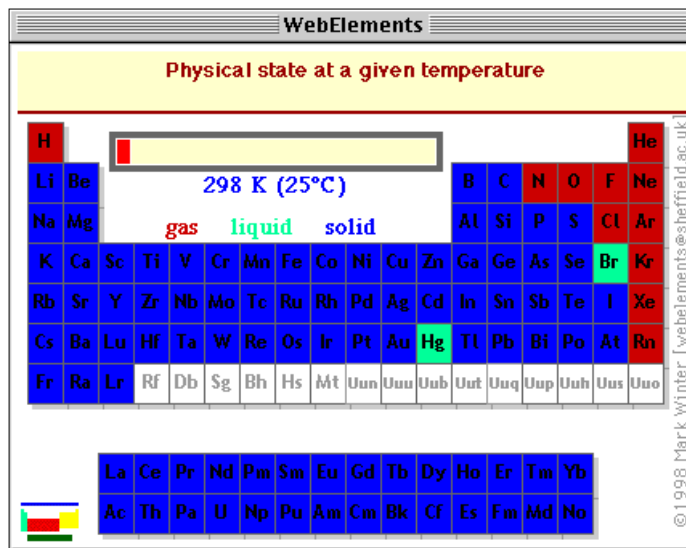 WebElements
Physical state at a given temperature
H He
298 K (25°C)
Li Be B C N O F Ne
gas liquid solid
Na Mg Al Si P S Cl Ar
K Ca Sc Ti V Cr Mn Fe Co Ni Cu Zn Ga Ge As Se Br Kr
Rb Sr Y Zr Nb Mo Tc Ru Rh Pd Ag Cd In Sn Sb Te I Xe
Cs Ba Lu Hf Ta W Re Os Ir Pt Au Hg Tl Pb Bi Po At Rn
Fr Ra Lr Rf Db Sg Bh Hs Mt Uun Uuu Uub Uut Uuq Uup Uuh Uus Uuo
La Ce Pr Nd Pm Sm Eu Gd Tb Dy Ho Er Tm Yb
Ac Th Pa U Np Pu Am Cm Bk Cf Es Fm Md No
©1998 Mark Winter [webelements@sheffield.ac.uk]